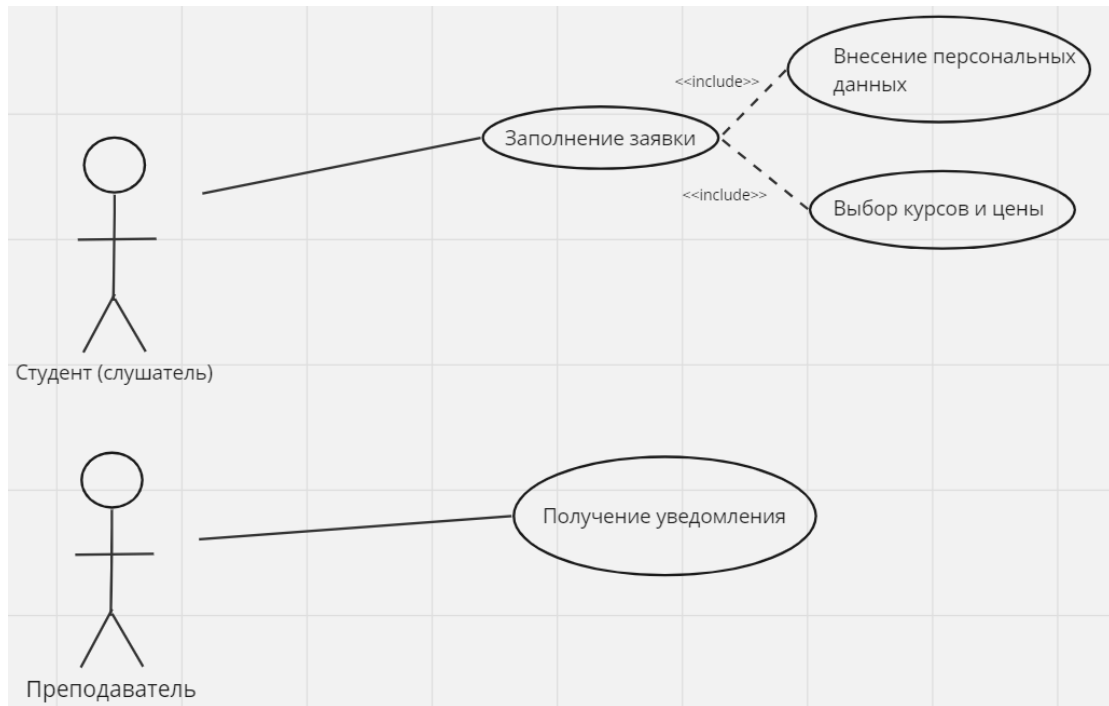 Внесение персональных
данных
<<include>>
Заполнение заявки
<<include>>
Выбор курсов и цены
Студент (слушатель)
Получение уведомления
Преподаватель